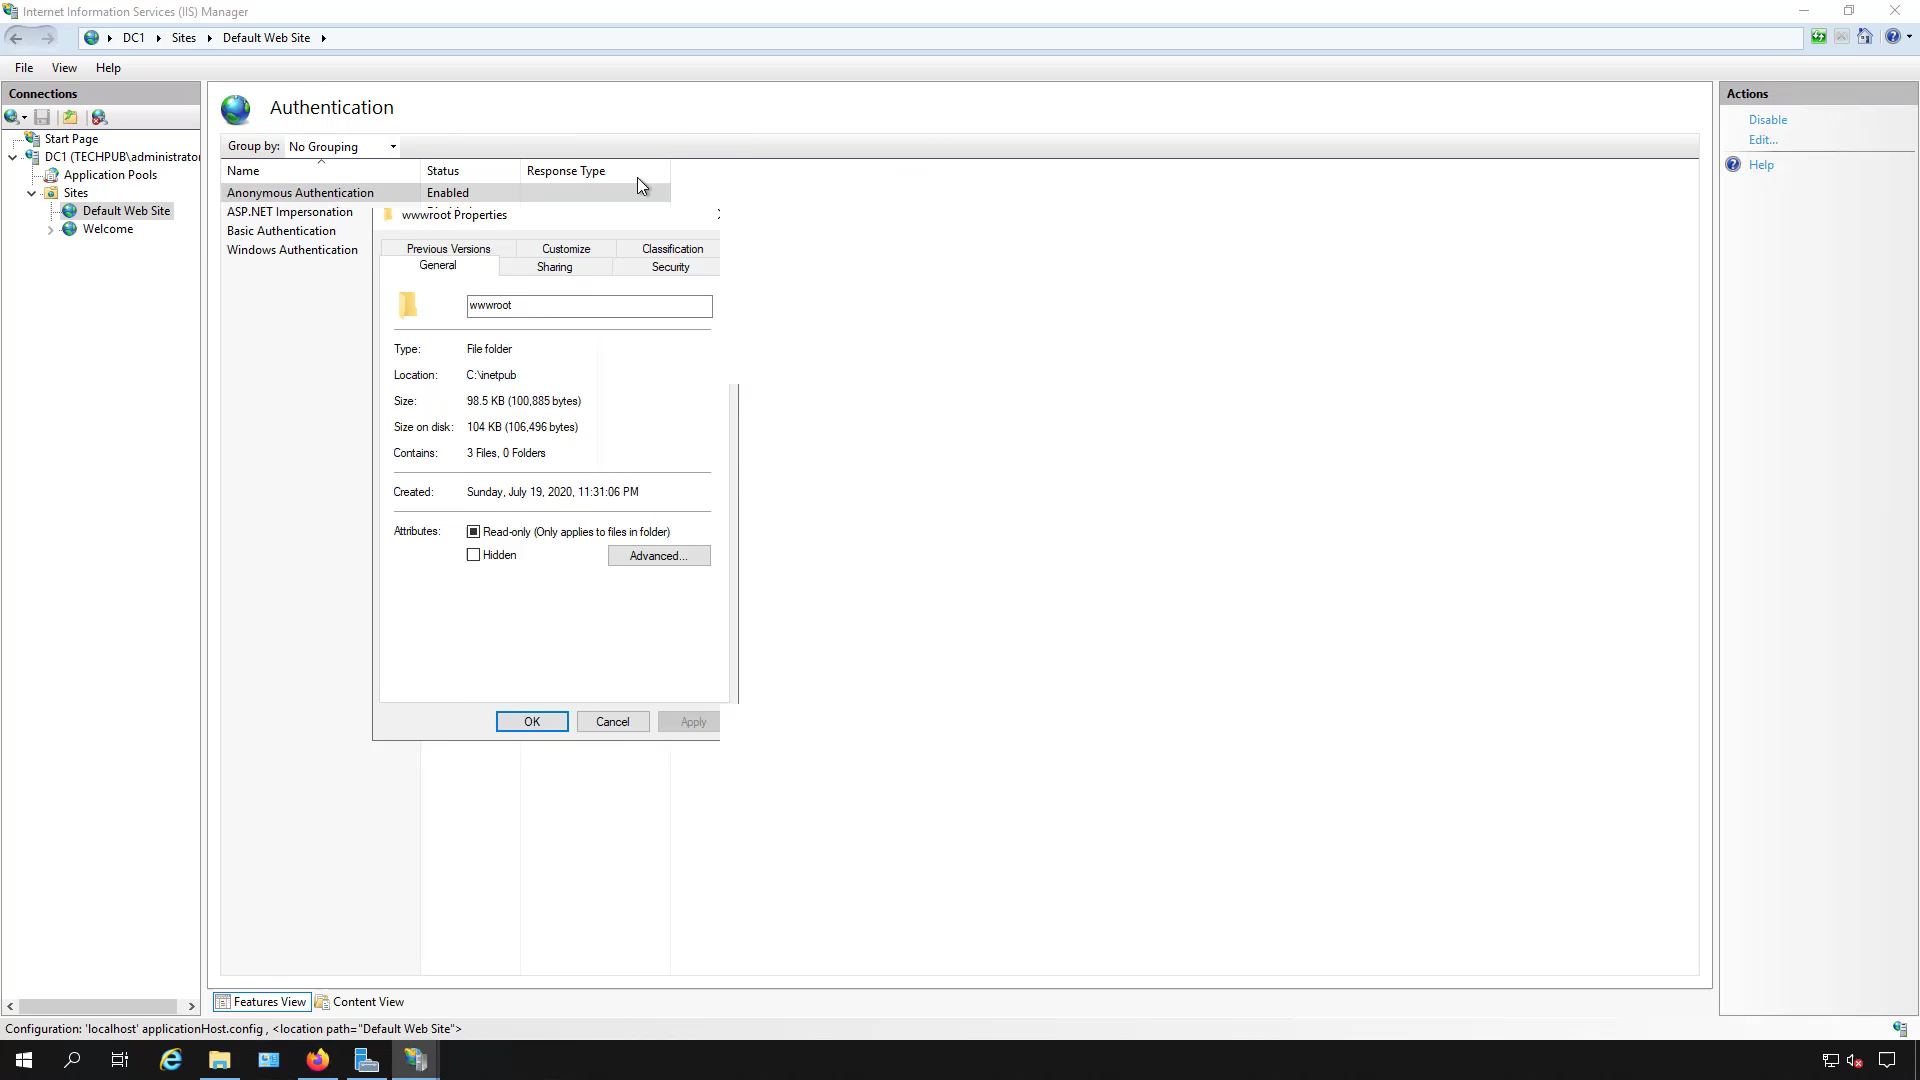 Internet Information Services (IIS) Manager
DC1
Sites
Default Web Site
File
View
Help
Connections
Start Page
DC1 (TECHPUB\administrator
Application Pools
Sites
Default Web Site
Welcome
Authentication
Group by: No Grouping
Name
Status
Response Type
Anonymous Authentication
Enabled
ASP.NET Impersonation
Basic Authentication
Windows Authentication
wwwroot Properties
Previous Versions
Customize
Classification
General
Sharing
Security
wwwroot
Type: File folder
Location: C:\inetpub
Size: 98.5 KB (100,885 bytes)
Size on disk: 104 KB (106,496 bytes)
Contains: 3 Files, 0 Folders
Created: Sunday, July 19, 2020, 11:31:06 PM
Attributes: Read-only (Only applies to files in folder)
Hidden
Advanced...
OK
Cancel
Apply
Actions
Disable
Edit...
Help
Features View
Content View
Configuration: 'localhost' applicationHost.config , <location path="Default Web Site">